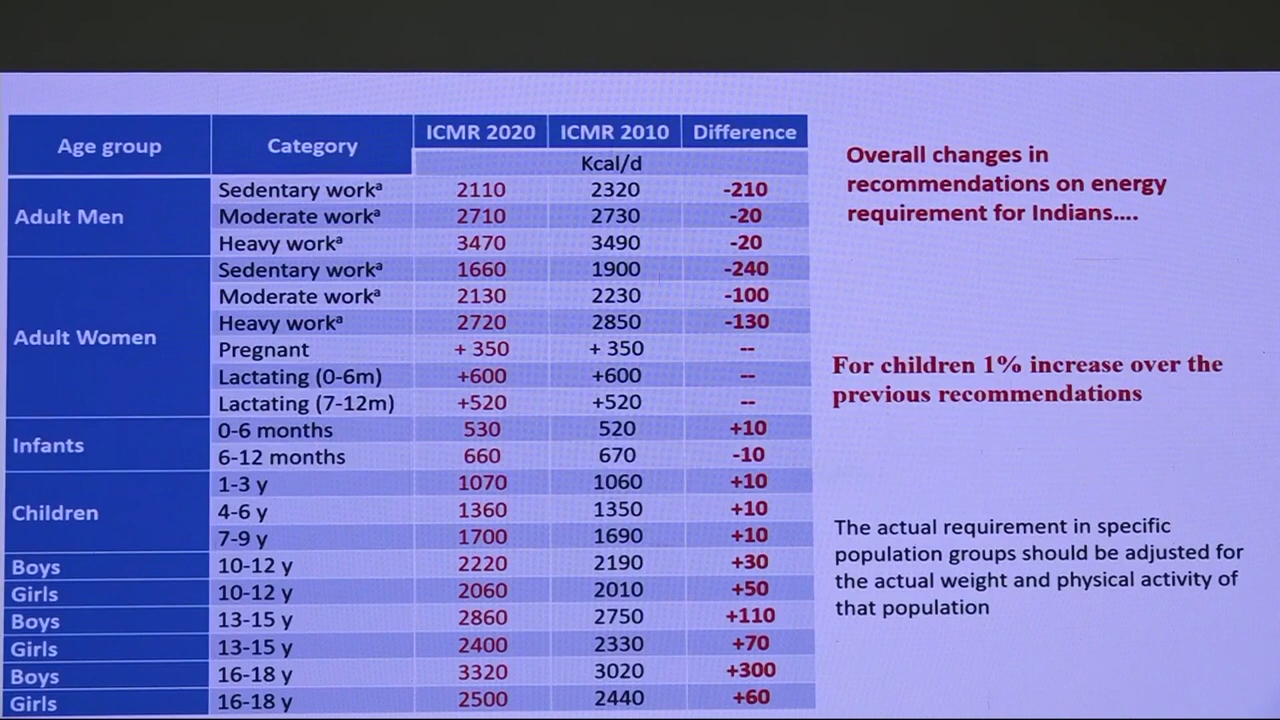 Age group Category ICMR 2020 ICMR 2010 Difference
Kcal/d
Adult Men
Sedentary workᵃ 2110 2320 -210
Moderate workᵃ 2710 2730 -20
Heavy workᵃ 3470 3490 -20
Adult Women
Sedentary workᵃ 1660 1900 -240
Moderate workᵃ 2130 2230 -100
Heavy workᵃ 2720 2850 -130
Pregnant + 350 + 350 --
Lactating (0-6m) +600 +600 --
Lactating (7-12m) +520 +520 --
Infants
0-6 months 530 520 +10
6-12 months 660 670 -10
Children
1-3 y 1070 1060 +10
4-6 y 1360 1350 +10
7-9 y 1700 1690 +10
Boys 10-12 y 2220 2190 +30
Girls 10-12 y 2060 2010 +50
Boys 13-15 y 2860 2750 +110
Girls 13-15 y 2400 2330 +70
Boys 16-18 y 3320 3020 +300
Girls 16-18 y 2500 2440 +60
Overall changes in
recommendations on energy
requirement for Indians....
For children 1% increase over the
previous recommendations
The actual requirement in specific
population groups should be adjusted for
the actual weight and physical activity of
that population